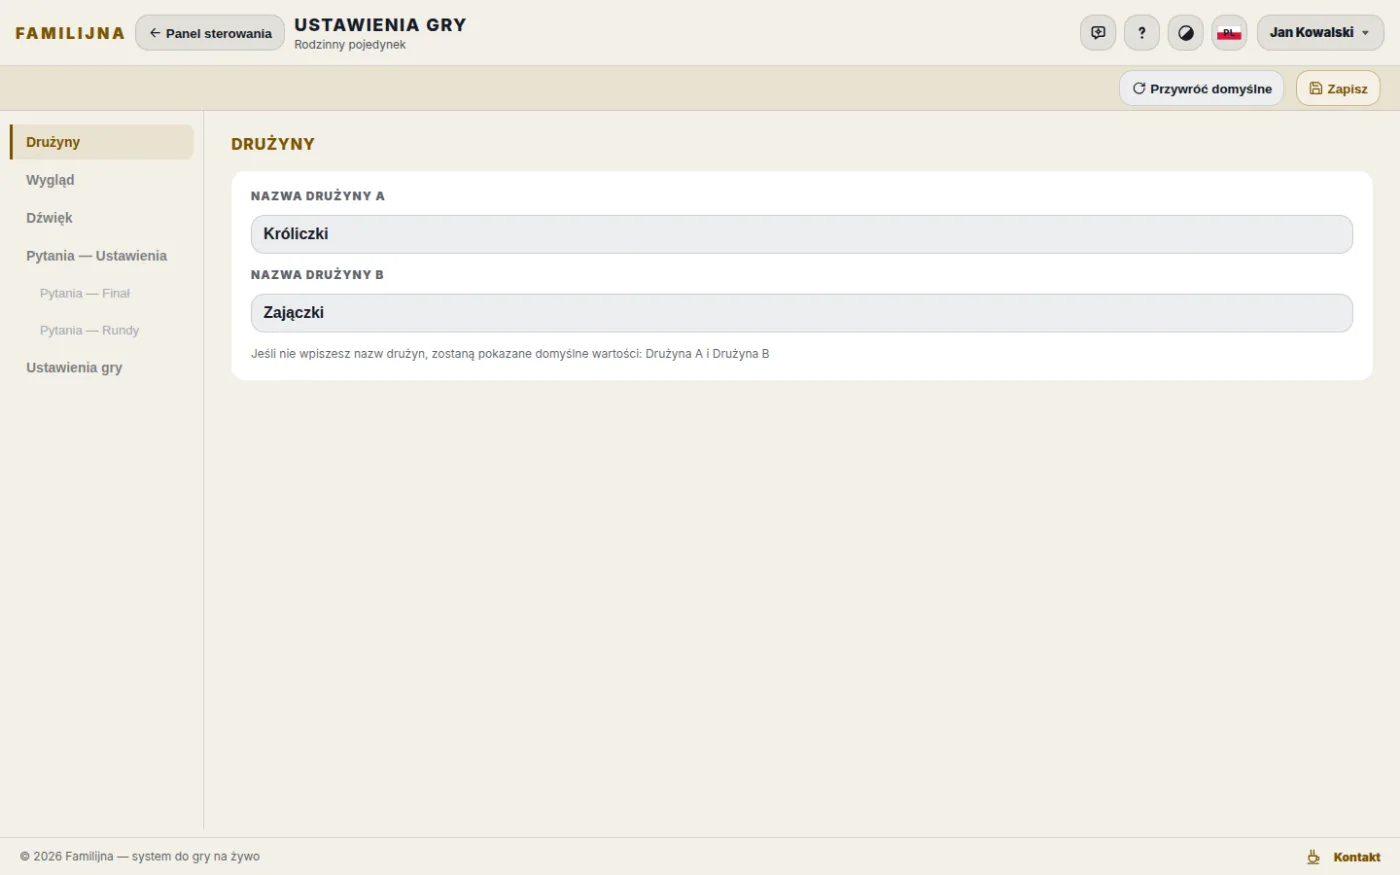 FAMILIJNA
← Panel sterowania
USTAWIENIA GRY
Rodzinny pojedynek
?
PL
Jan Kowalski
Przywróć domyślne
Zapisz
Drużyny
Wygląd
Dźwięk
Pytania — Ustawienia
Pytania — Finał
Pytania — Rundy
Ustawienia gry
DRUŻYNY
NAZWA DRUŻYNY A
Króliczki
NAZWA DRUŻYNY B
Zajączki
Jeśli nie wpiszesz nazw drużyn, zostaną pokazane domyślne wartości: Drużyna A i Drużyna B
© 2026 Familijna — system do gry na żywo
Kontakt